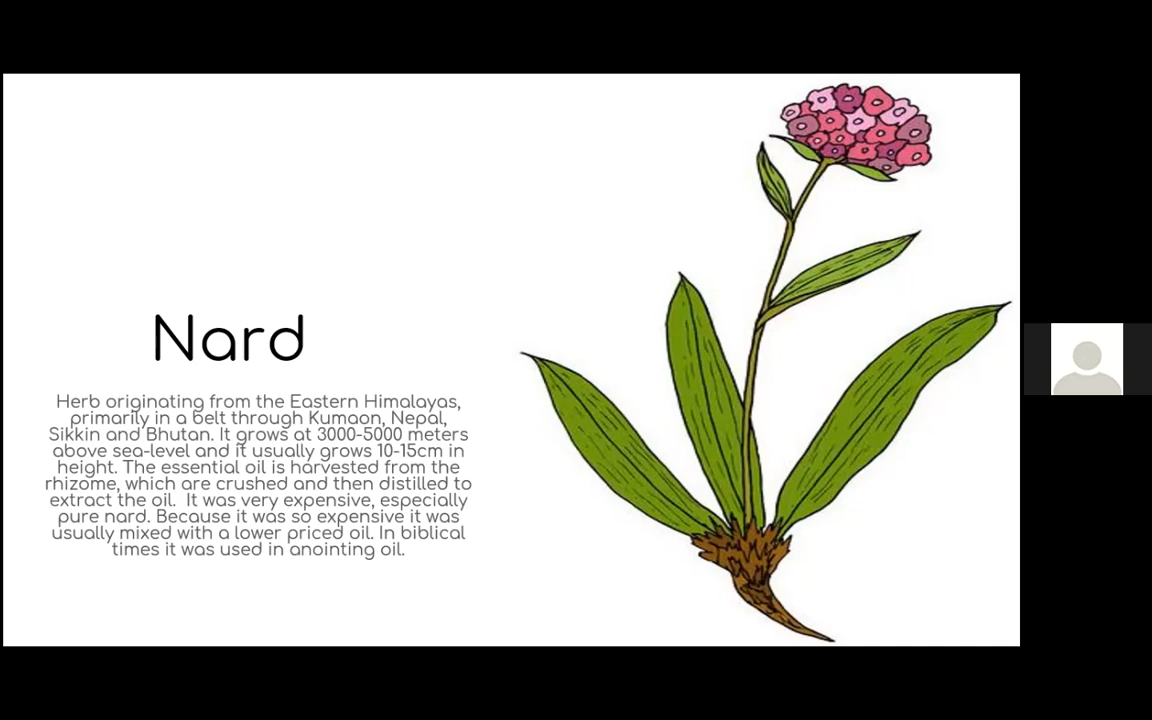 Nard
Herb originating from the Eastern Himalayas,
primarily in a belt through Kumaon, Nepal,
Sikkin and Bhutan. It grows at 3000-5000 meters
above sea-level and it usually grows 10-15cm in
height. The essential oil is harvested from the
rhizome, which are crushed and then distilled to
extract the oil.  It was very expensive, especially
pure nard. Because it was so expensive it was
usually mixed with a lower priced oil. In biblical
times it was used in anointing oil.